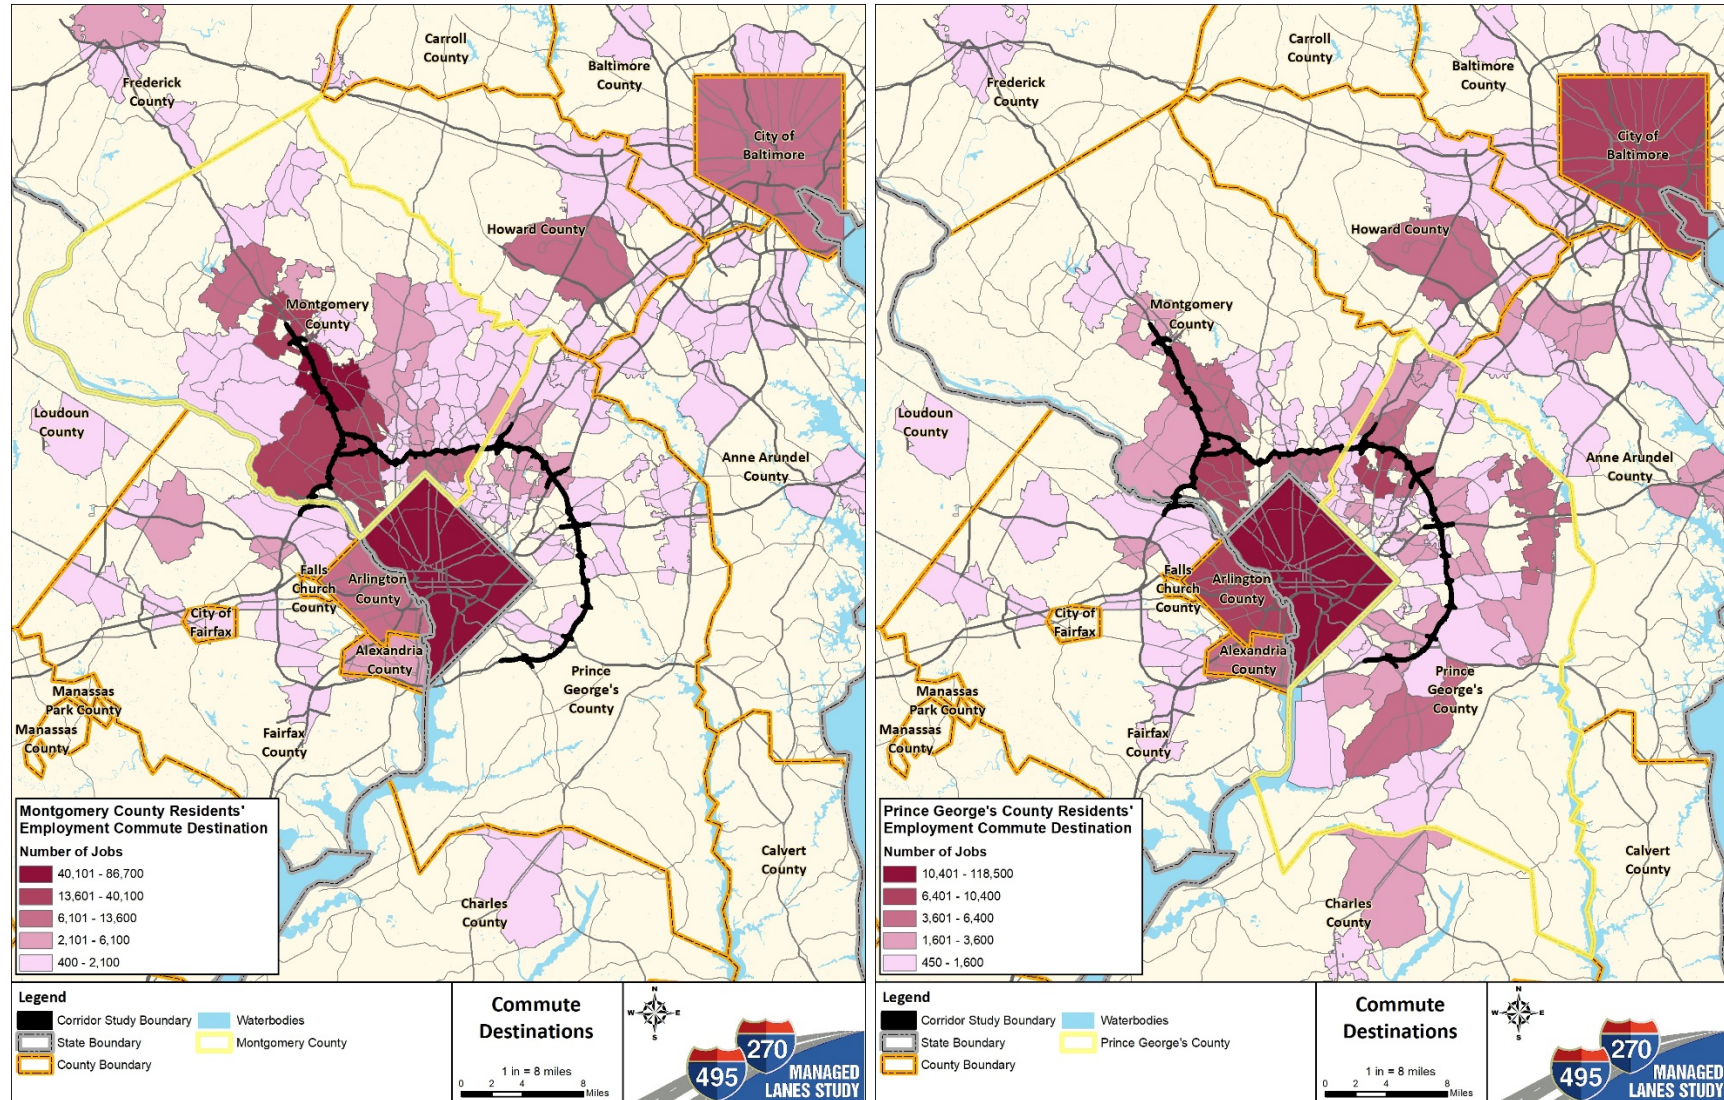 Carroll
County
Baltimore
County
Frederick
County
City of
Baltimore
Howard County
Montgomery
County
Loudoun
County
Anne Arundel
County
Falls
Church
County
Arlington
County
City of
Fairfax
Alexandria
County
Prince
George's
County
Manassas
Park County
Manassas
County
Fairfax
County
Calvert
County
Charles
County
Montgomery County Residents'
Employment Commute Destination
Number of Jobs
40,101 - 86,700
13,601 - 40,100
6,101 - 13,600
2,101 - 6,100
400 - 2,100
Legend
Corridor Study Boundary
Waterbodies
State Boundary
Montgomery County
County Boundary
Commute
Destinations
1 in = 8 miles
0 2 4 8
Miles
N
W E
S
270
495
MANAGED
LANES STUDY
Carroll
County
Baltimore
County
Frederick
County
City of
Baltimore
Howard County
Montgomery
County
Loudoun
County
Anne Arundel
County
Falls
Church
County
Arlington
County
City of
Fairfax
Alexandria
County
Prince
George's
County
Manassas
Park County
Manassas
County
Fairfax
County
Calvert
County
Charles
County
Prince George's County Residents'
Employment Commute Destination
Number of Jobs
10,401 - 118,500
6,401 - 10,400
3,601 - 6,400
1,601 - 3,600
450 - 1,600
Legend
Corridor Study Boundary
Waterbodies
State Boundary
Prince George's County
County Boundary
Commute
Destinations
1 in = 8 miles
0 2 4 8
Miles
N
W E
S
270
495
MANAGED
LANES STUDY